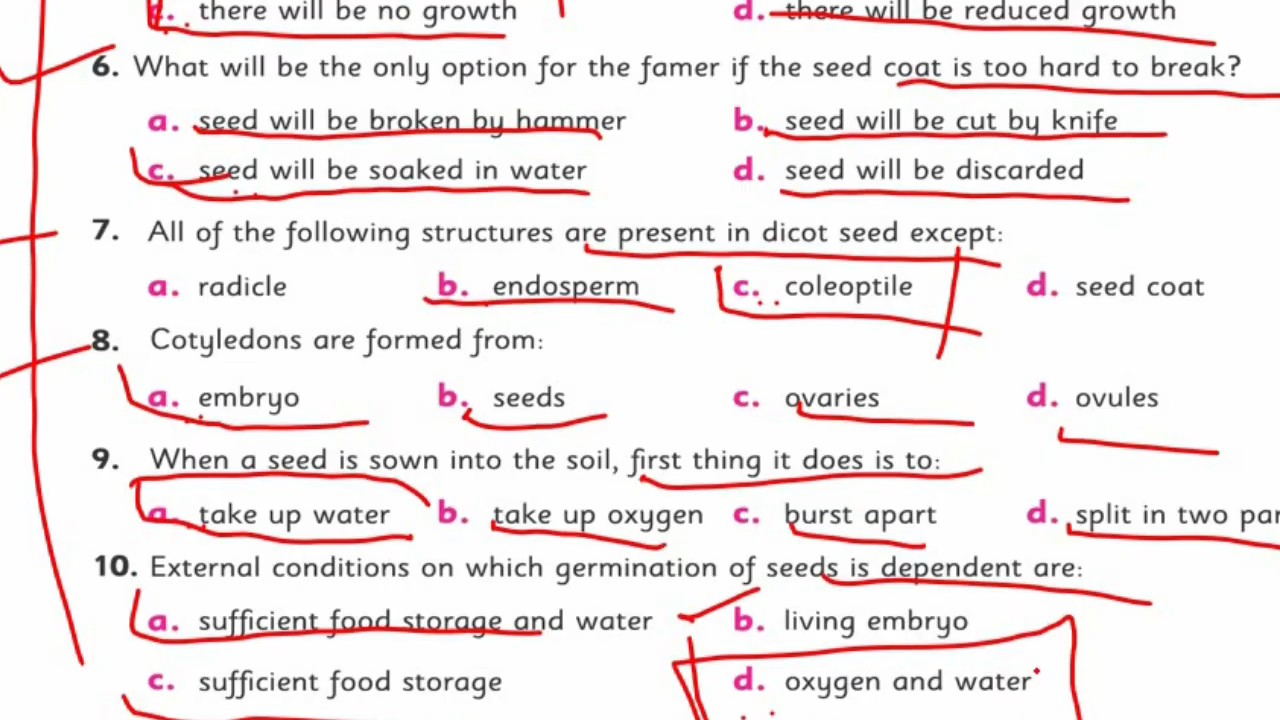 c. there will be no growth d. there will be reduced growth
6. What will be the only option for the famer if the seed coat is too hard to break?
a. seed will be broken by hammer b. seed will be cut by knife
c. seed will be soaked in water d. seed will be discarded
7. All of the following structures are present in dicot seed except:
a. radicle b. endosperm c. coleoptile d. seed coat
8. Cotyledons are formed from:
a. embryo b. seeds c. ovaries d. ovules
9. When a seed is sown into the soil, first thing it does is to:
a. take up water b. take up oxygen c. burst apart d. split in two par
10. External conditions on which germination of seeds is dependent are:
a. sufficient food storage and water b. living embryo
c. sufficient food storage d. oxygen and water